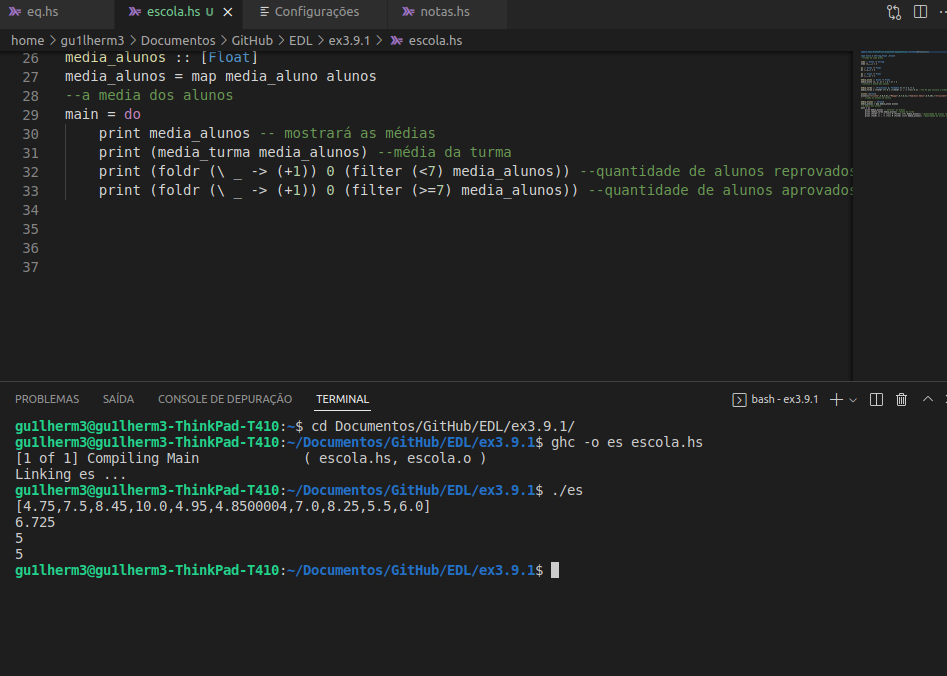 eq.hs escola.hs U Configurações notas.hs
home > gu1lherm3 > Documentos > GitHub > EDL > ex3.9.1 > escola.hs
26 media_alunos :: [Float]
27 media_alunos = map media_aluno alunos
28 --a media dos alunos
29 main = do
30 print media_alunos -- mostrará as médias
31 print (media_turma media_alunos) --média da turma
32 print (foldr (\ _ -> (+1)) 0 (filter (<7) media_alunos)) --quantidade de alunos reprovados
33 print (foldr (\ _ -> (+1)) 0 (filter (>=7) media_alunos)) --quantidade de alunos aprovados
34
35
36
37
PROBLEMAS SAÍDA CONSOLE DE DEPURAÇÃO TERMINAL bash - ex3.9.1
gu1lherm3@gu1lherm3-ThinkPad-T410:~$ cd Documentos/GitHub/EDL/ex3.9.1/
gu1lherm3@gu1lherm3-ThinkPad-T410:~/Documentos/GitHub/EDL/ex3.9.1$ ghc -o es escola.hs
[1 of 1] Compiling Main ( escola.hs, escola.o )
Linking es ...
gu1lherm3@gu1lherm3-ThinkPad-T410:~/Documentos/GitHub/EDL/ex3.9.1$ ./es
[4.75,7.5,8.45,10.0,4.95,4.8500004,7.0,8.25,5.5,6.0]
6.725
5
5
gu1lherm3@gu1lherm3-ThinkPad-T410:~/Documentos/GitHub/EDL/ex3.9.1$